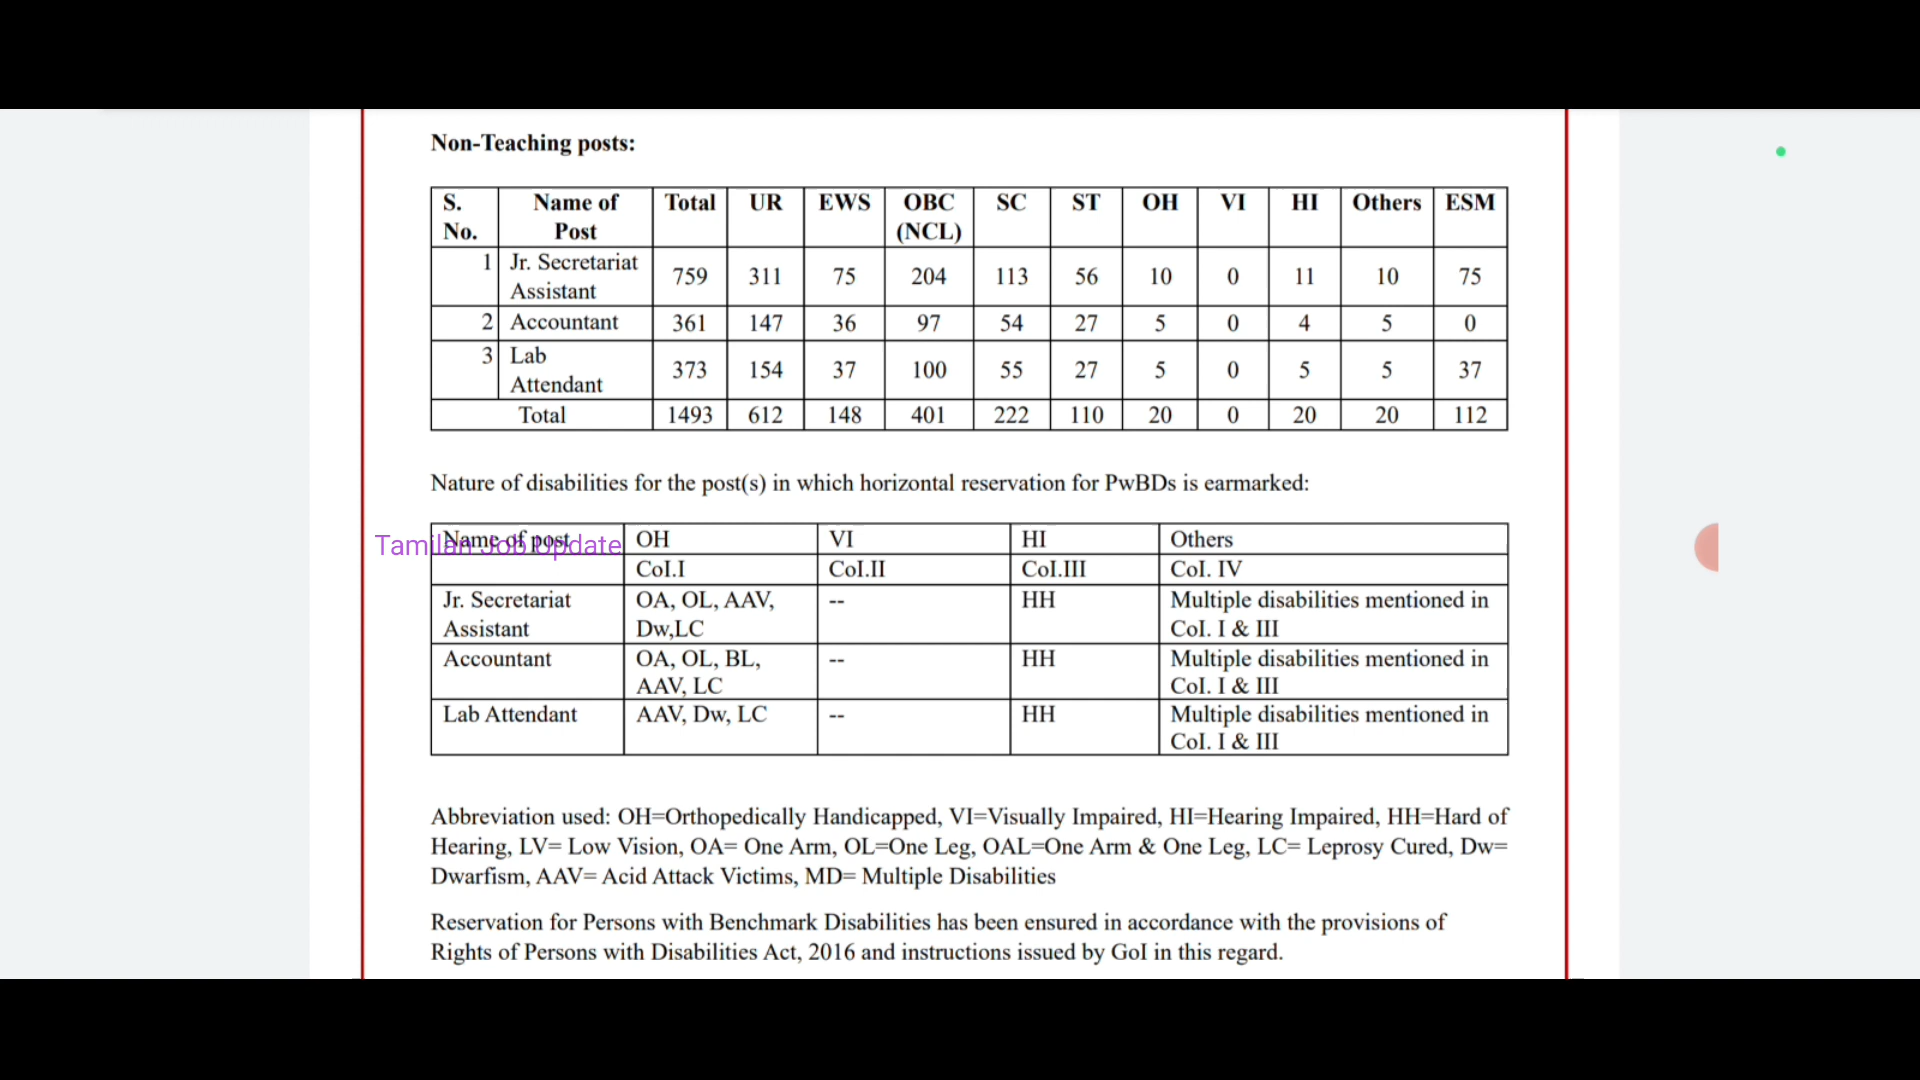 Non-Teaching posts:
S. No. Name of Post Total UR EWS OBC (NCL) SC ST OH VI HI Others ESM
1 Jr. Secretariat Assistant 759 311 75 204 113 56 10 0 11 10 75
2 Accountant 361 147 36 97 54 27 5 0 4 5 0
3 Lab Attendant 373 154 37 100 55 27 5 0 5 5 37
Total 1493 612 148 401 222 110 20 0 20 20 112
Nature of disabilities for the post(s) in which horizontal reservation for PwBDs is earmarked:
Tamilan Job Update
Name of post OH VI HI Others
CoI.I CoI.II CoI.III CoI. IV
Jr. Secretariat Assistant OA, OL, AAV, Dw,LC -- HH Multiple disabilities mentioned in CoI. I & III
Accountant OA, OL, BL, AAV, LC -- HH Multiple disabilities mentioned in CoI. I & III
Lab Attendant AAV, Dw, LC -- HH Multiple disabilities mentioned in CoI. I & III
Abbreviation used: OH=Orthopedically Handicapped, VI=Visually Impaired, HI=Hearing Impaired, HH=Hard of
Hearing, LV= Low Vision, OA= One Arm, OL=One Leg, OAL=One Arm & One Leg, LC= Leprosy Cured, Dw=
Dwarfism, AAV= Acid Attack Victims, MD= Multiple Disabilities
Reservation for Persons with Benchmark Disabilities has been ensured in accordance with the provisions of
Rights of Persons with Disabilities Act, 2016 and instructions issued by GoI in this regard.